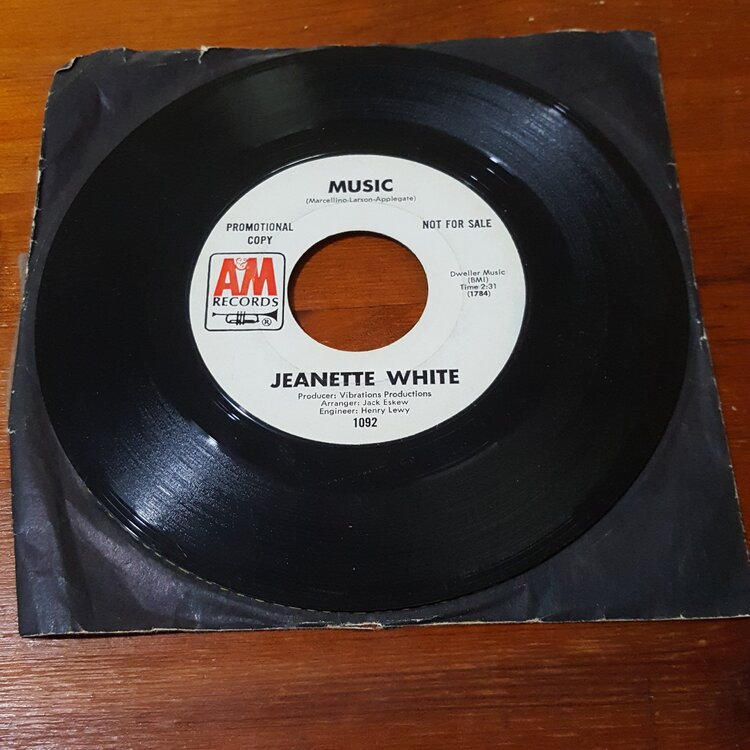 MUSIC
(Marcellino-Larson-Applegate)
PROMOTIONAL
COPY
NOT FOR SALE
A&M
RECORDS
®
Dweller Music
(BMI)
Time 2:31
(1784)
JEANETTE WHITE
Producer: Vibrations Productions
Arranger: Jack Eskew
Engineer: Henry Lewy
1092